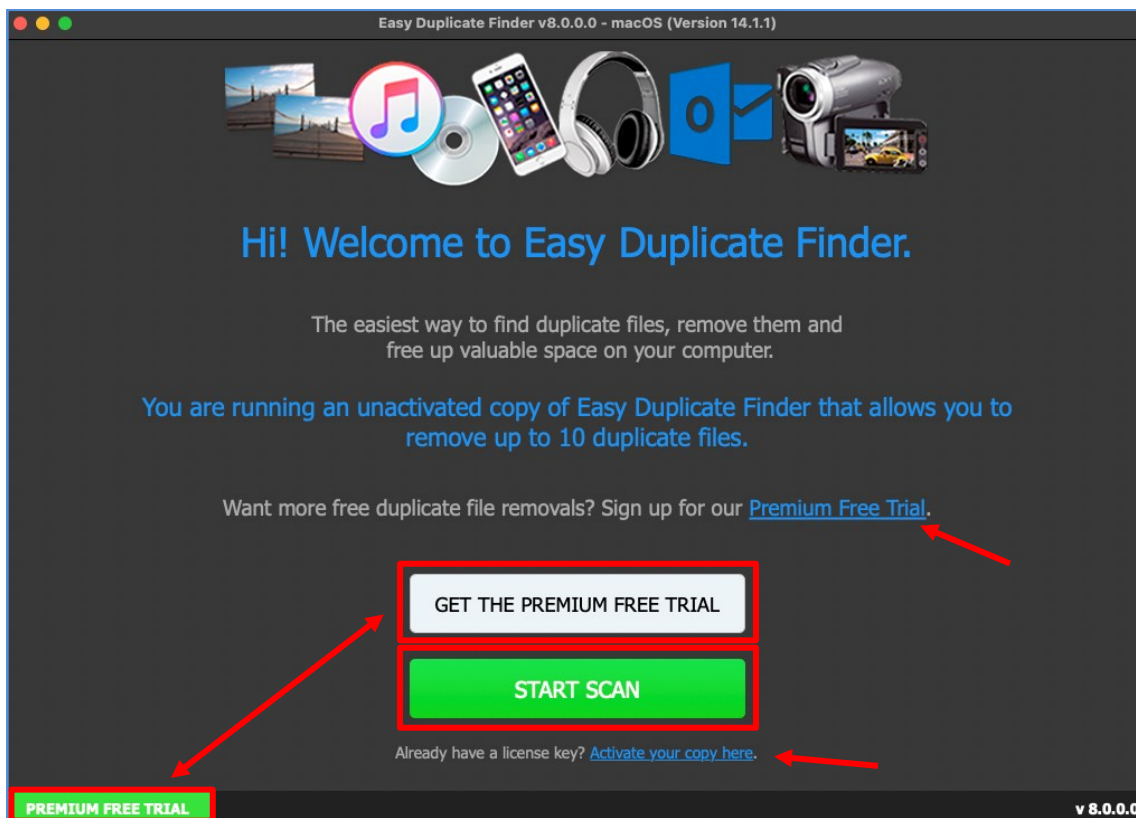 Easy Duplicate Finder v8.0.0.0 - macOS (Version 14.1.1)
Hi! Welcome to Easy Duplicate Finder.
The easiest way to find duplicate files, remove them and
free up valuable space on your computer.
You are running an unactivated copy of Easy Duplicate Finder that allows you to
remove up to 10 duplicate files.
Want more free duplicate file removals? Sign up for our Premium Free Trial.
GET THE PREMIUM FREE TRIAL
START SCAN
Already have a license key? Activate your copy here.
PREMIUM FREE TRIAL
v 8.0.0.0